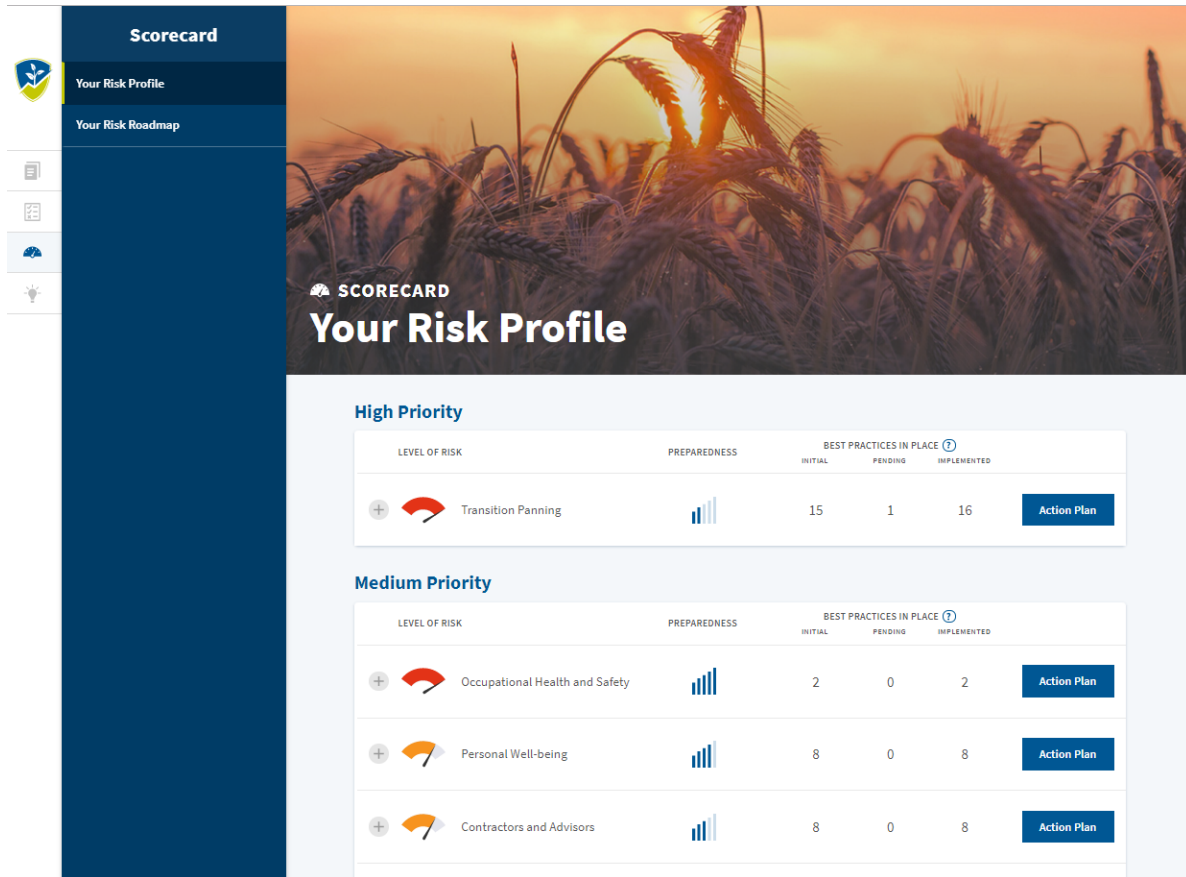 Scorecard
Your Risk Profile
Your Risk Roadmap
SCORECARD
Your Risk Profile
High Priority
LEVEL OF RISK PREPAREDNESS BEST PRACTICES IN PLACE ?
INITIAL PENDING IMPLEMENTED
Transition Panning 15 1 16 Action Plan
Medium Priority
LEVEL OF RISK PREPAREDNESS BEST PRACTICES IN PLACE ?
INITIAL PENDING IMPLEMENTED
Occupational Health and Safety 2 0 2 Action Plan
Personal Well-being 8 0 8 Action Plan
Contractors and Advisors 8 0 8 Action Plan